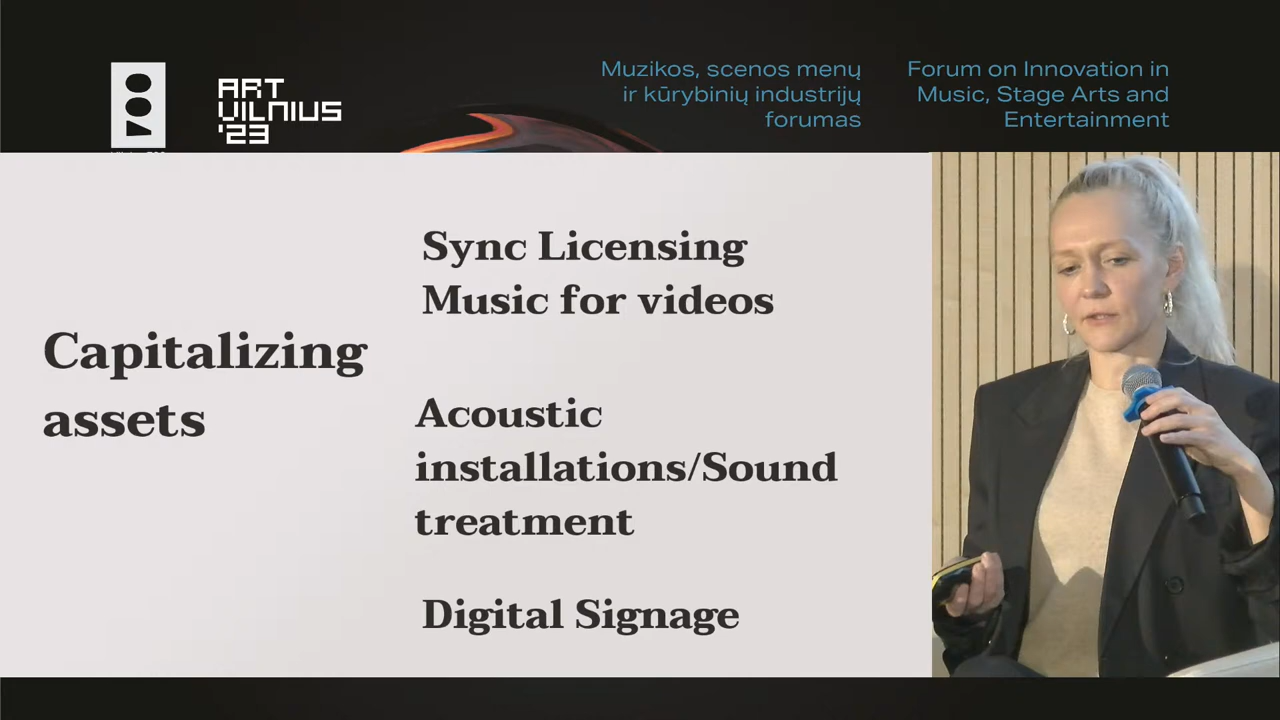 ART
VILNIUS
'23
Muzikos, scenos menų
ir kūrybinių industrijų
forumas
Forum on Innovation in
Music, Stage Arts and
Entertainment
Capitalizing
assets
Sync Licensing
Music for videos
Acoustic
installations/Sound
treatment
Digital Signage